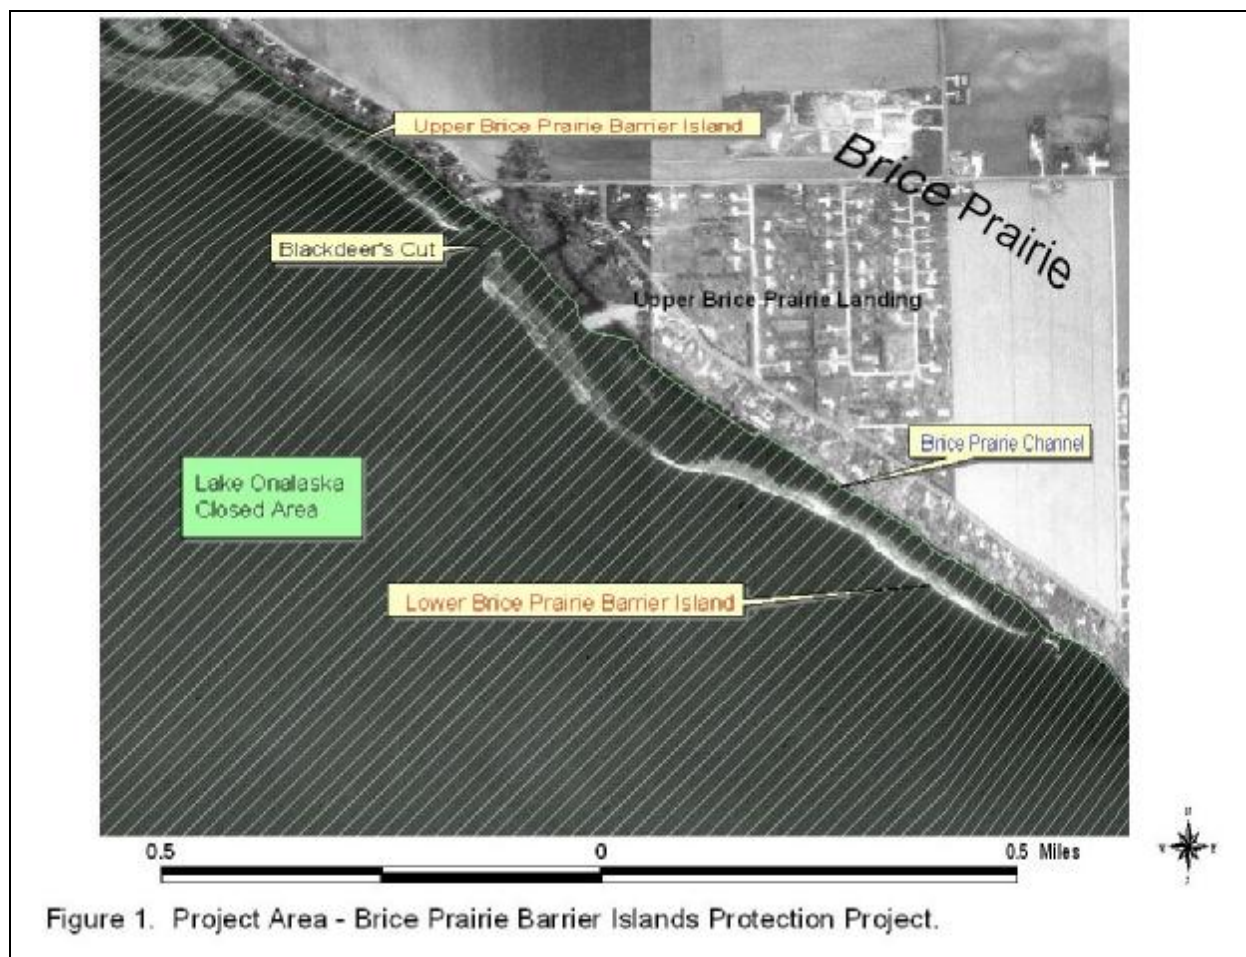 Upper Brice Prairie Barrier Island
Brice Prairie
Blackdeer's Cut
Upper Brice Prairie Landing
Brice Prairie Channel
Lake Onalaska
Closed Area
Lower Brice Prairie Barrier Island
0.5 0 0.5 Miles
Figure 1. Project Area - Brice Prairie Barrier Islands Protection Project.